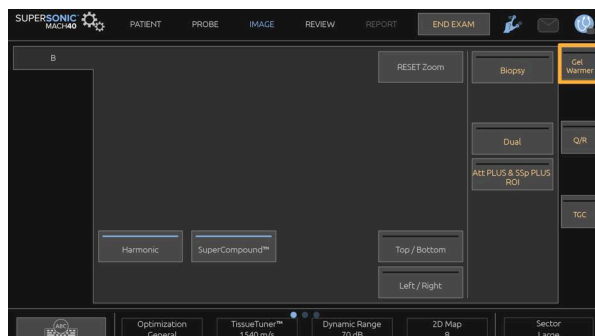 SUPERSONIC
MACH40
PATIENT PROBE IMAGE REVIEW REPORT END EXAM
B
RESET Zoom
Biopsy
Gel
Warmer
Dual
Q/R
Att PLUS & SSp PLUS
ROI
TGC
Harmonic SuperCompound™ Top / Bottom
Left / Right
ABC Optimization TissueTuner™ Dynamic Range 2D Map Sector
General 1540 m/s 70 dB 8 Large